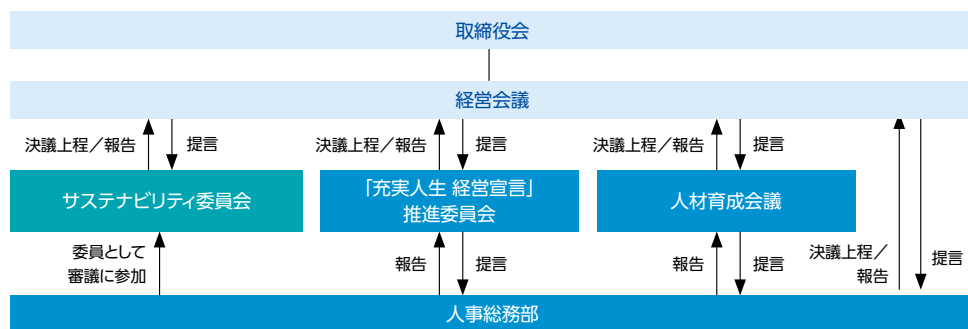 取締役会
経営会議
決議上程／報告
提言
決議上程／報告
提言
決議上程／報告
提言
サステナビリティ委員会
「充実人生 経営宣言」
推進委員会
人材育成会議
委員として
審議に参加
報告
提言
報告
提言
決議上程／
報告
提言
人事総務部